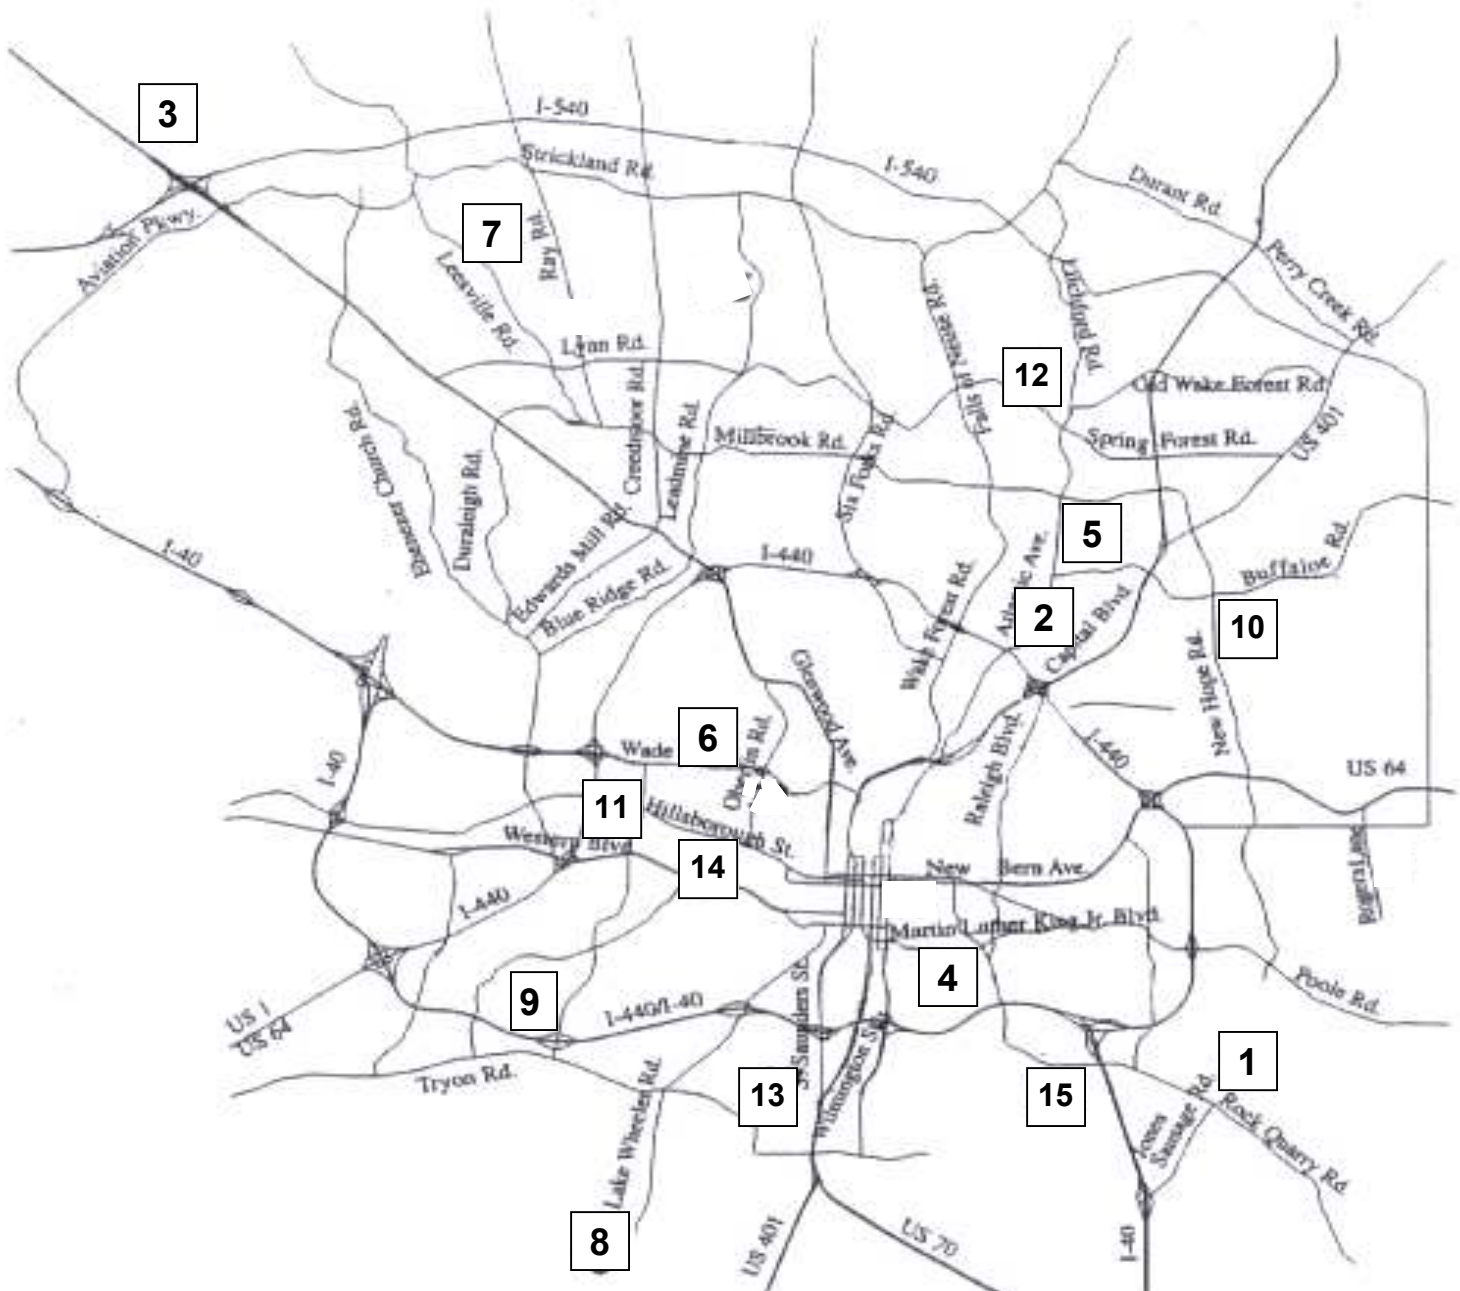 3
I-540
Strickland Rd.
I-540
Durant Rd.
Aviation Pkwy.
7
Ray Rd.
Leesville Rd.
Perry Creek Rd.
Litchford Rd.
Falls of Neuse Rd.
Lynn Rd.
12
Old Wake Forest Rd
Creedmoor Rd.
Leadmine Rd.
Millbrook Rd.
Six Forks Rd
Spring Forest Rd.
US 401
Ebenezer Church Rd.
Duraleigh Rd.
Edwards Mill Rd.
Blue Ridge Rd.
I-40
I-440
5
Buffaloe Rd.
Wake Forest Rd.
2
Capital Blvd
10
New Hope Rd.
Glenwood Ave.
6
Wade
Oberlin Rd.
Raleigh Blvd.
I-440
US 64
I-40
11
Hillsborough St.
Western Blvd
14
New Bern Ave.
I-440
Martin Luther King Jr. Blvd.
4
Poole Rd.
US 1
US 64
9
I-440/I-40
S. Saunders St.
Wilmington St.
Tryon Rd.
13
15
1
Lake Wheeler Rd.
Jones
Sausage Rd.
Rock Quarry Rd
8
US 401
US 70
I-40